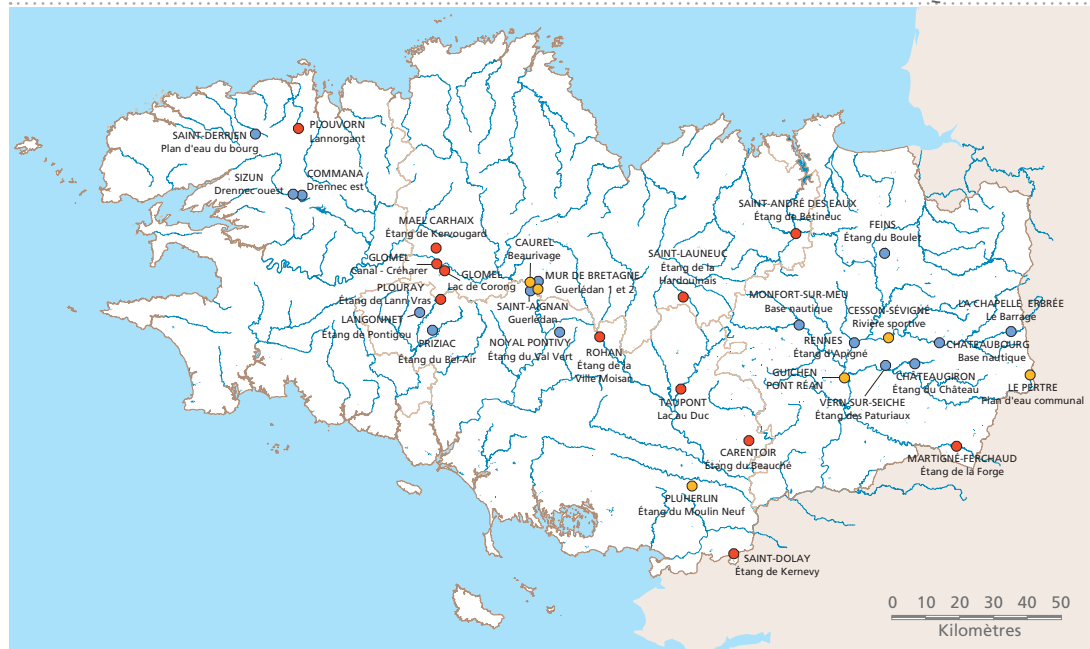 PLOUVORN
Lannorgant
SAINT-DERRIEN
Plan d'eau du bourg
SIZUN
Drennec ouest
COMMANA
Drennec est
MAEL CARHAIX
Étang de Kervougard
GLOMEL
Canal - Créharer
GLOMEL
Lac de Corong
PLOURAY
Étang de Lann Vras
LANGONNET
Étang de Pontigou
PRIZIAC
Étang du Bel-Air
CAUREL
Beaurivage
MUR DE BRETAGNE
Guerlédan 1 et 2
SAINT-AIGNAN
Guerlédan
NOYAL PONTIVY
Étang du Val Vert
ROHAN
Étang de la
Ville Moisan
SAINT-LAUNEUC
Étang de la
Hardouinais
SAINT-ANDRÉ DES EAUX
Étang de Bétineuc
FEINS
Étang du Boulet
MONFORT-SUR-MEU
Base nautique
CESSON-SÉVIGNÉ
Rivière sportive
LA CHAPELLE ERBRÉE
Le Barrage
RENNES
Étang d'Apigné
CHATEAUBOURG
Base nautique
GUICHEN
PONT RÉAN
CHÂTEAUGIRON
Étang du Château
VERN-SUR-SEICHE
Étang des Paturiaux
LE PERTRE
Plan d'eau communal
TAUPONT
Lac au Duc
CARENTOIR
Étang du Beauché
MARTIGNÉ-FERCHAUD
Étang de la Forge
PLUHERLIN
Étang du Moulin Neuf
SAINT-DOLAY
Étang de Kernevy
0 10 20 30 40 50
Kilomètres